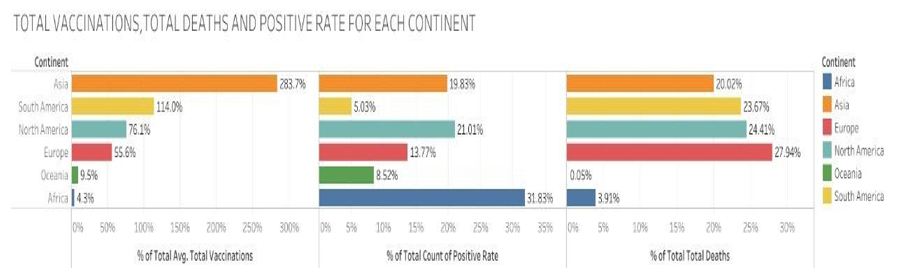 TOTAL VACCINATIONS,TOTAL DEATHS AND POSITIVE RATE FOR EACH CONTINENT
Continent
Asia 283.7% 19.83% 20.02%
South America 114.0% 5.03% 23.67%
North America 76.1% 21.01% 24.41%
Europe 55.6% 13.77% 27.94%
Oceania 9.5% 8.52% 0.05%
Africa 4.3% 31.83% 3.91%
0% 50% 100% 150% 200% 250% 300% 0% 5% 10% 15% 20% 25% 30% 35% 0% 5% 10% 15% 20% 25% 30%
% of Total Avg. Total Vaccinations % of Total Count of Positive Rate % of Total Total Deaths
Continent
Africa
Asia
Europe
North America
Oceania
South America